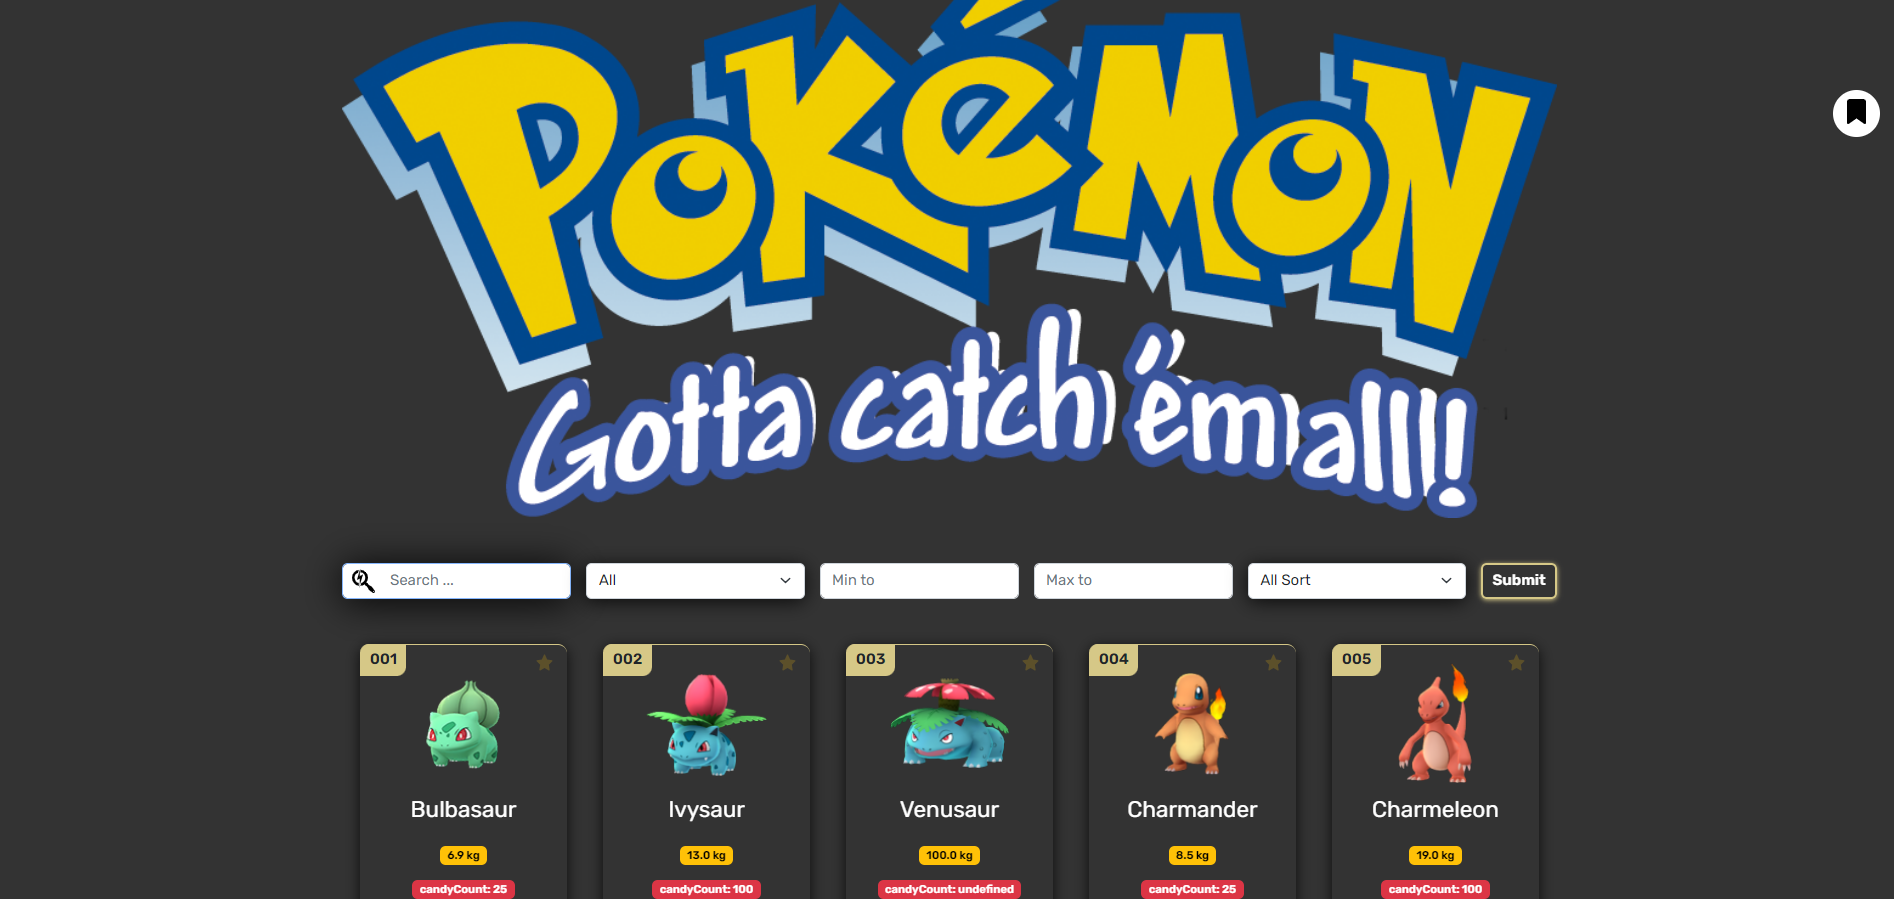 POKéMON
Gotta catch 'em all!
Search ...
All
Min to
Max to
All Sort
Submit
001
002
003
004
005
Bulbasaur
Ivysaur
Venusaur
Charmander
Charmeleon
6.9 kg
13.0 kg
100.0 kg
8.5 kg
19.0 kg
candyCount: 25
candyCount: 100
candyCount: undefined
candyCount: 25
candyCount: 100